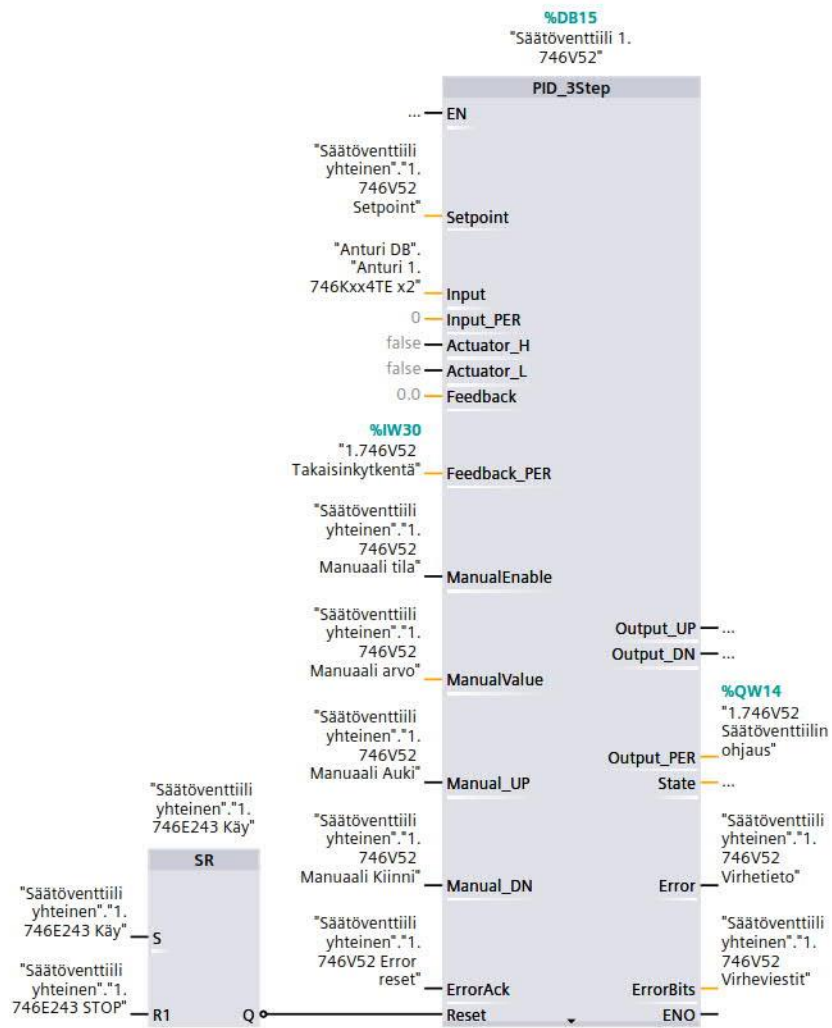 %DB15
"Säätöventtiili 1.
746V52"
PID_3Step
... EN
"Säätöventtiili
yhteinen"."1.
746V52
Setpoint"
Setpoint
"Anturi DB".
"Anturi 1.
746Kxx4TE x2"
Input
0 Input_PER
false Actuator_H
false Actuator_L
0.0 Feedback
%IW30
"1.746V52
Takaisinkytkentä"
Feedback_PER
"Säätöventtiili
yhteinen"."1.
746V52
Manuaali tila"
ManualEnable
"Säätöventtiili
yhteinen"."1.
746V52
Manuaali arvo"
ManualValue
"Säätöventtiili
yhteinen"."1.
746V52
Manuaali Auki"
Manual_UP
"Säätöventtiili
yhteinen"."1.
746V52
Manuaali Kiinni"
Manual_DN
"Säätöventtiili
yhteinen"."1.
746V52 Error
reset"
ErrorAck
Reset
Output_UP ...
Output_DN ...
%QW14
"1.746V52
Säätöventtiilin
ohjaus"
Output_PER
State ...
"Säätöventtiili
yhteinen"."1.
746V52
Virhetieto"
Error
"Säätöventtiili
yhteinen"."1.
746V52
Virheviestit"
ErrorBits
ENO
"Säätöventtiili
yhteinen"."1.
746E243 Käy"
SR
"Säätöventtiili
yhteinen"."1.
746E243 Käy"
S
"Säätöventtiili
yhteinen"."1.
746E243 STOP"
R1 Q